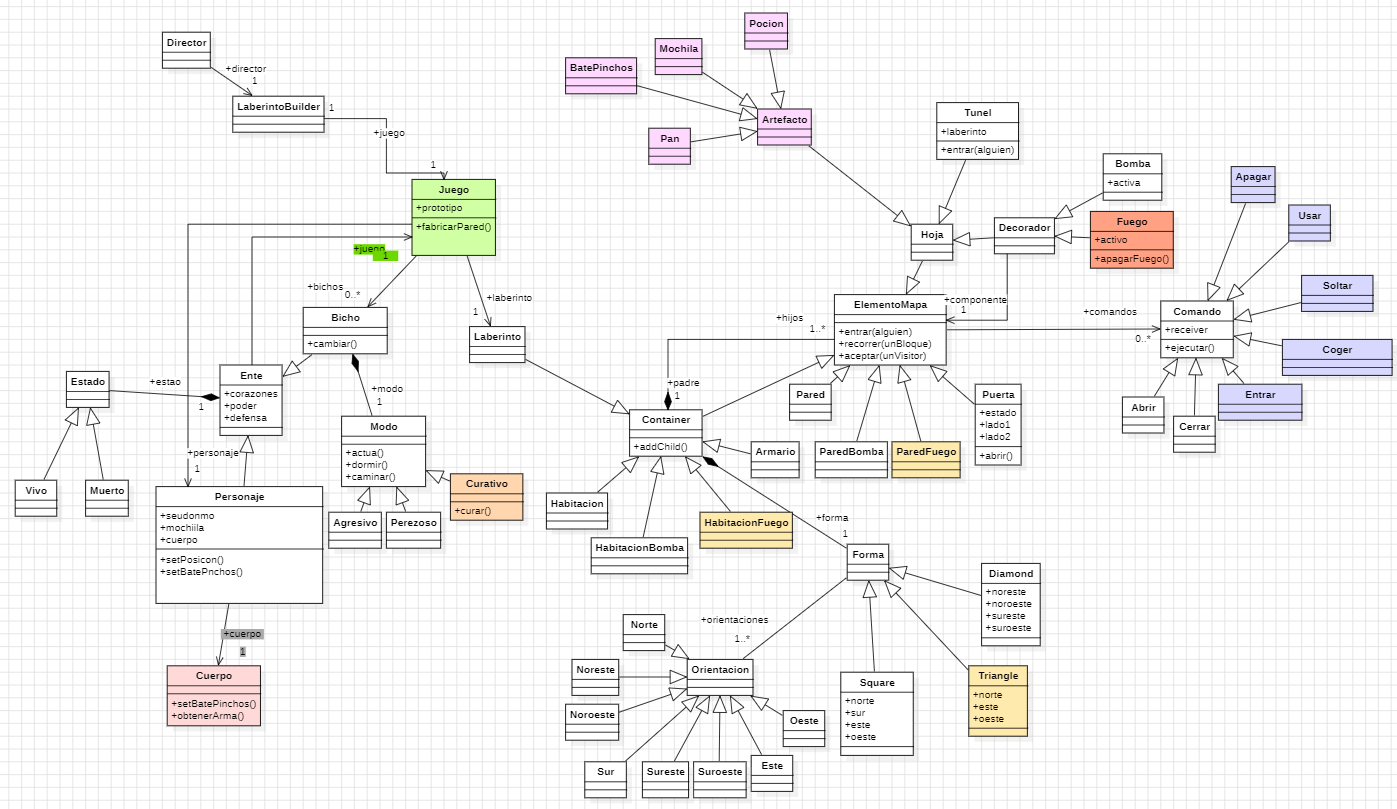 Director
+director
1
LaberintoBuilder
1
+juego
1
Juego
+prototipo
+fabricarPared()
+juego
1
+bichos
0..*
+laberinto
1
Bicho
+cambiar()
Laberinto
Estado
+estao
1
Ente
+corazones
+poder
+defensa
+modo
1
Modo
+actua()
+dormir()
+caminar()
Vivo
Muerto
+personaje
1
Personaje
+seudonmo
+mochiila
+cuerpo
+setPosicon()
+setBatePnchos()
Agresivo
Perezoso
Curativo
+curar()
+cuerpo
1
Cuerpo
+setBatePinchos()
+obtenerArma()
Pocion
Mochila
BatePinchos
Pan
Artefacto
Tunel
+laberinto
+entrar(alguien)
Bomba
+activa
Hoja
Decorador
Fuego
+activo
+apagarFuego()
+componente
1
ElementoMapa
+entrar(alguien)
+recorrer(unBloque)
+aceptar(unVisitor)
+hijos
1..*
+comandos
0..*
Apagar
Usar
Soltar
Comando
+receiver
+ejecutar()
Coger
Entrar
Abrir
Cerrar
+padre
1
Container
+addChild()
Pared
ParedBomba
ParedFuego
Puerta
+estado
+lado1
+lado2
+abrir()
Armario
Habitacion
HabitacionBomba
HabitacionFuego
+forma
1
Forma
Diamond
+noreste
+noroeste
+sureste
+suroeste
+orientaciones
1..*
Norte
Noreste
Noroeste
Orientacion
Sur
Sureste
Suroeste
Este
Oeste
Square
+norte
+sur
+este
+oeste
Triangle
+norte
+este
+oeste